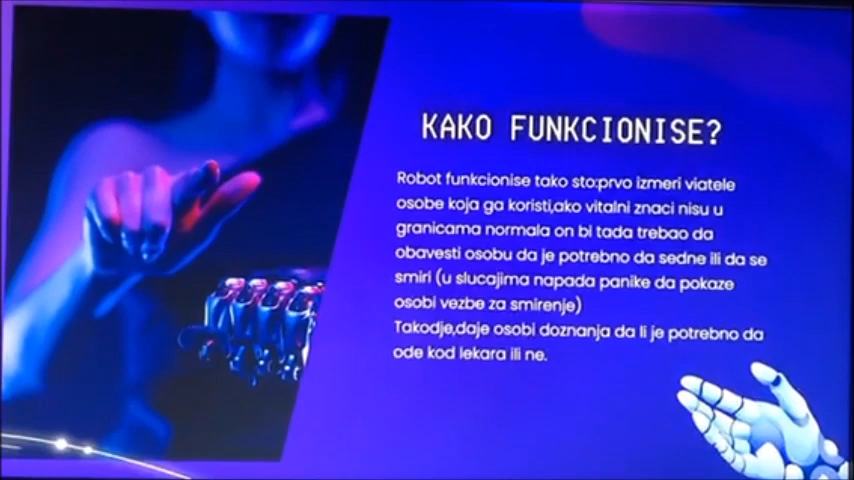 KAKO FUNKCIONISE?
Robot funkcionise tako sto:prvo izmeri viatele
osobe koja ga koristi,ako vitalni znaci nisu u
granicama normala on bi tada trebao da
obavesti osobu da je potrebno da sedne ili da se
smiri (u slucajima napada panike da pokaze
osobi vezbe za smirenje)
Takodje,daje osobi doznanja da li je potrebno da
ode kod lekara ili ne.